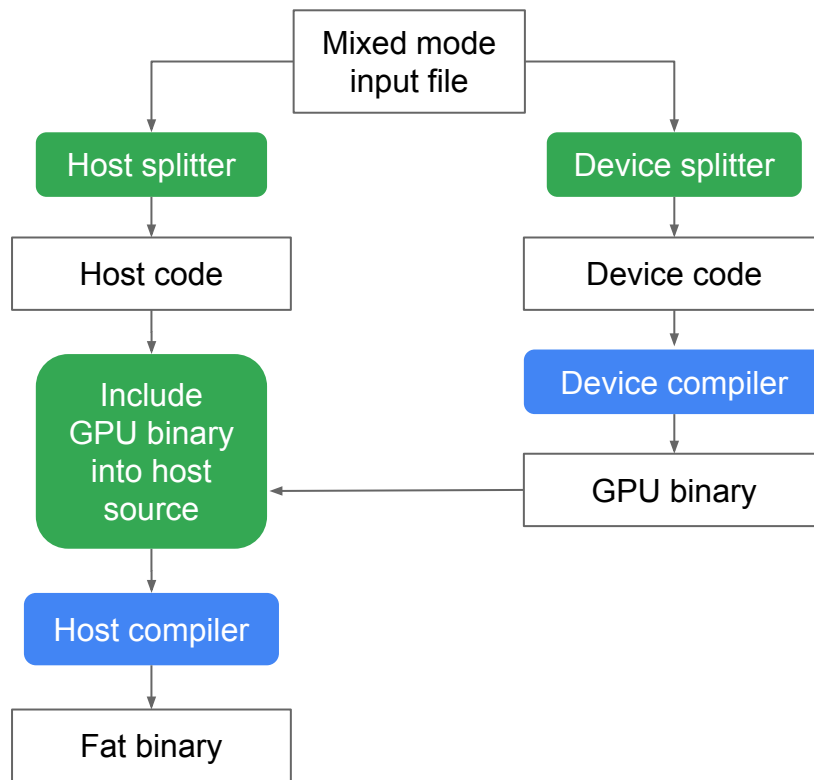 Mixed mode
input file
Host splitter
Device splitter
Host code
Device code
Include
GPU binary
into host
source
Device compiler
GPU binary
Host compiler
Fat binary